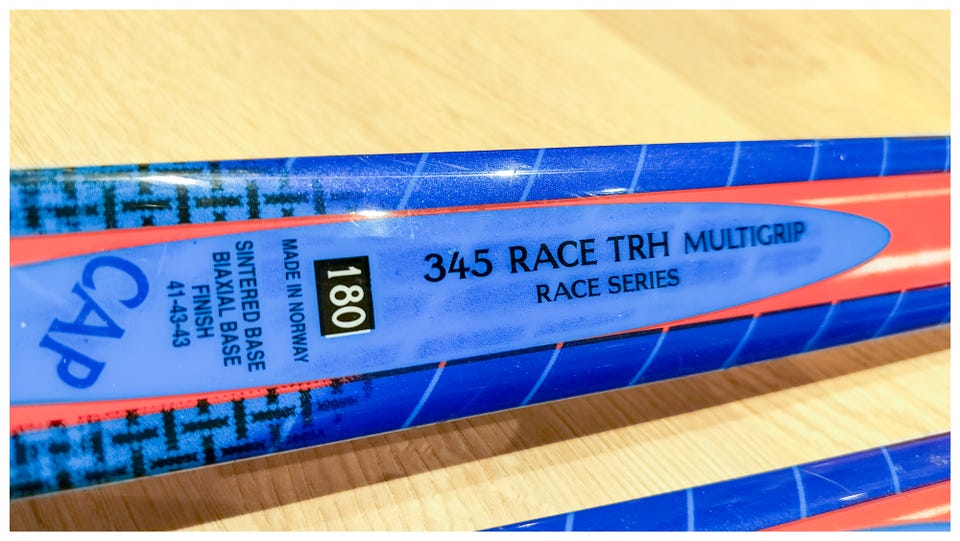 345 RACE TRH MULTIGRIP
RACE SERIES
180
MADE IN NORWAY
SINTERED BASE
BIAXIAL BASE
FINISH
41-43-43
CAP